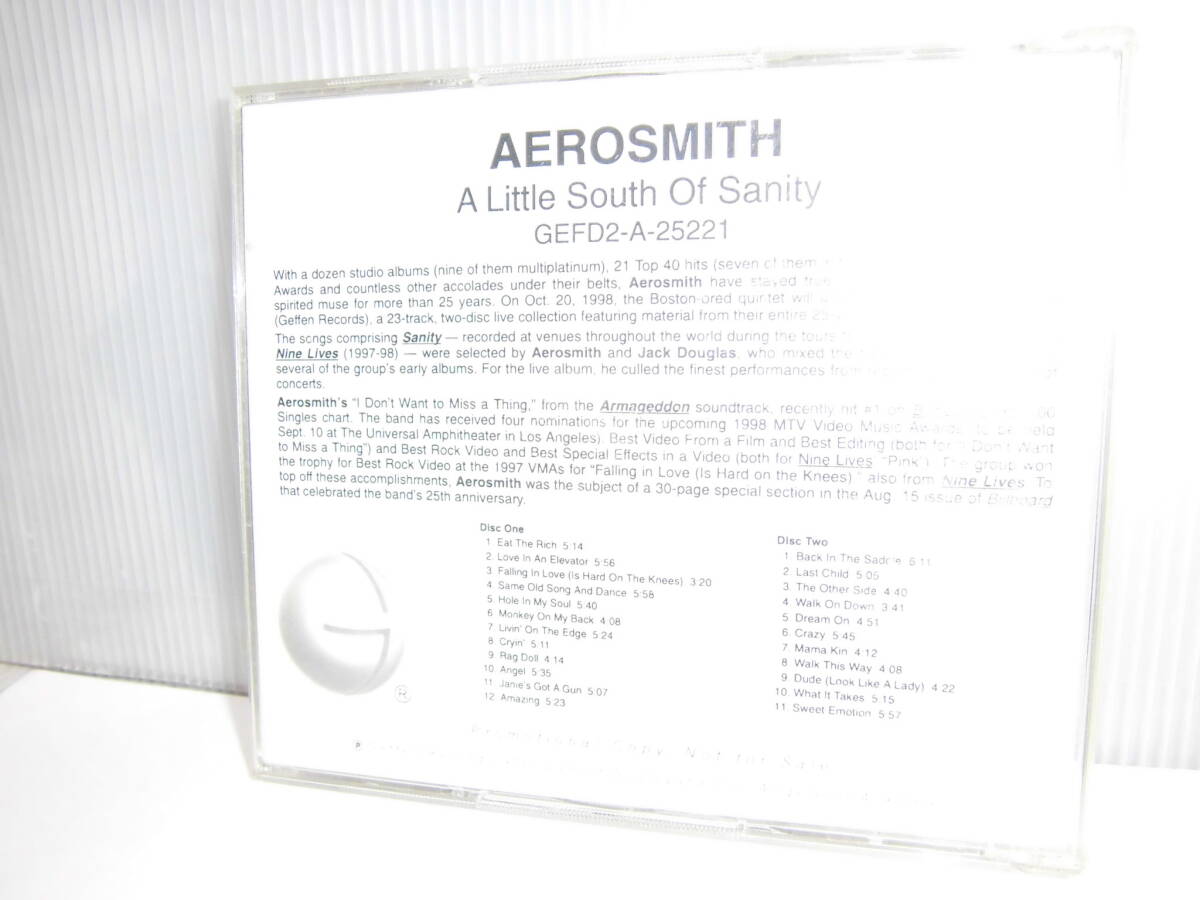 AEROSMITH
A Little South Of Sanity
GEFD2-A-25221
With a dozen studio albums (nine of them multiplatinum), 21 Top 40 hits (seven of them
Awards and countless other accolades under their belts, Aerosmith have stayed true
spirited muse for more than 25 years. On Oct. 20, 1998, the Boston-bred quintet will
(Geffen Records), a 23-track, two-disc live collection featuring material from their entire
The songs comprising Sanity — recorded at venues throughout the world during the tours
Nine Lives (1997-98) — were selected by Aerosmith and Jack Douglas, who mixed the
several of the group's early albums. For the live album, he culled the finest performances from
concerts.
Aerosmith's "I Don't Want to Miss a Thing," from the Armageddon soundtrack, recently hit #1 on
Singles chart. The band has received four nominations for the upcoming 1998 MTV Video Music Awards, to be held
Sept. 10 at The Universal Amphitheater in Los Angeles). Best Video From a Film and Best Editing (both for "I Don't Want
to Miss a Thing") and Best Rock Video and Best Special Effects in a Video (both for Nine Lives' "Pink"). The group won
the trophy for Best Rock Video at the 1997 VMAs for "Falling in Love (Is Hard on the Knees)," also from Nine Lives. To
top off these accomplishments, Aerosmith was the subject of a 30-page special section in the Aug. 15 issue of Billboard
that celebrated the band's 25th anniversary.
Disc One
1 Eat The Rich 5:14
2. Love In An Elevator 5:56
3. Falling In Love (Is Hard On The Knees) 3:20
4 Same Old Song And Dance 5:58
5. Hole In My Soul 5:40
6 Monkey On My Back 4:08
7. Livin' On The Edge 5:24
8. Cryin' 5:11
9. Rag Doll 4:14
10. Angel 5:35
11 Janie's Got A Gun 5:07
12. Amazing 5:23
Disc Two
1. Back In The Saddle 6:11
2. Last Child 5:05
3. The Other Side 4:40
4. Walk On Down 3:41
5. Dream On 4:51
6. Crazy 5:45
7. Mama Kin 4:12
8 Walk This Way 4:08
9 Dude (Look Like A Lady) 4:22
10. What It Takes 5:15
11 Sweet Emotion 5:57
G
®
Promotional Copy, Not for Sale